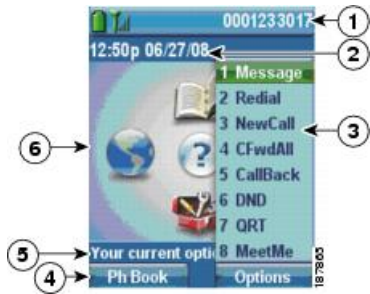 0001233017
1
12:50p 06/27/08
2
1 Message
2 Redial
3 NewCall
3
4 CFwdAll
6
5 CallBack
6 DND
7 QRT
5
Your current opti
8 MeetMe
4
Ph Book
Options
187865